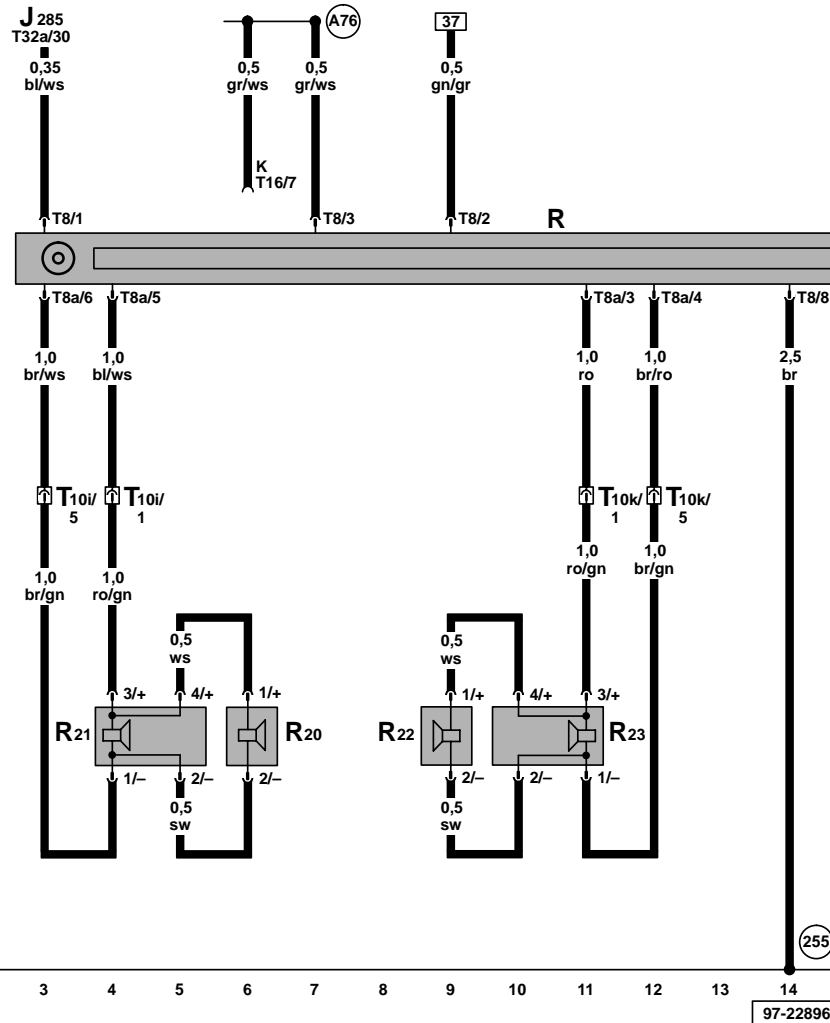 J 285
T32a/30
A76
37
0,35
bl/ws
0,5
gr/ws
0,5
gr/ws
0,5
gn/gr
K
T16/7
T8/1
T8/3
T8/2
R
T8a/6
T8a/5
T8a/3
T8a/4
T8/8
1,0
br/ws
1,0
bl/ws
1,0
ro
1,0
br/ro
2,5
br
T10i/
5
T10i/
1
T10k/
1
T10k/
5
1,0
br/gn
1,0
ro/gn
1,0
ro/gn
1,0
br/gn
0,5
ws
0,5
ws
3/+
4/+
1/+
1/+
4/+
3/+
R21
R20
R22
R23
1/–
2/–
2/–
2/–
2/–
1/–
0,5
sw
0,5
sw
255
3 4 5 6 7 8 9 10 11 12 13 14
97-22896